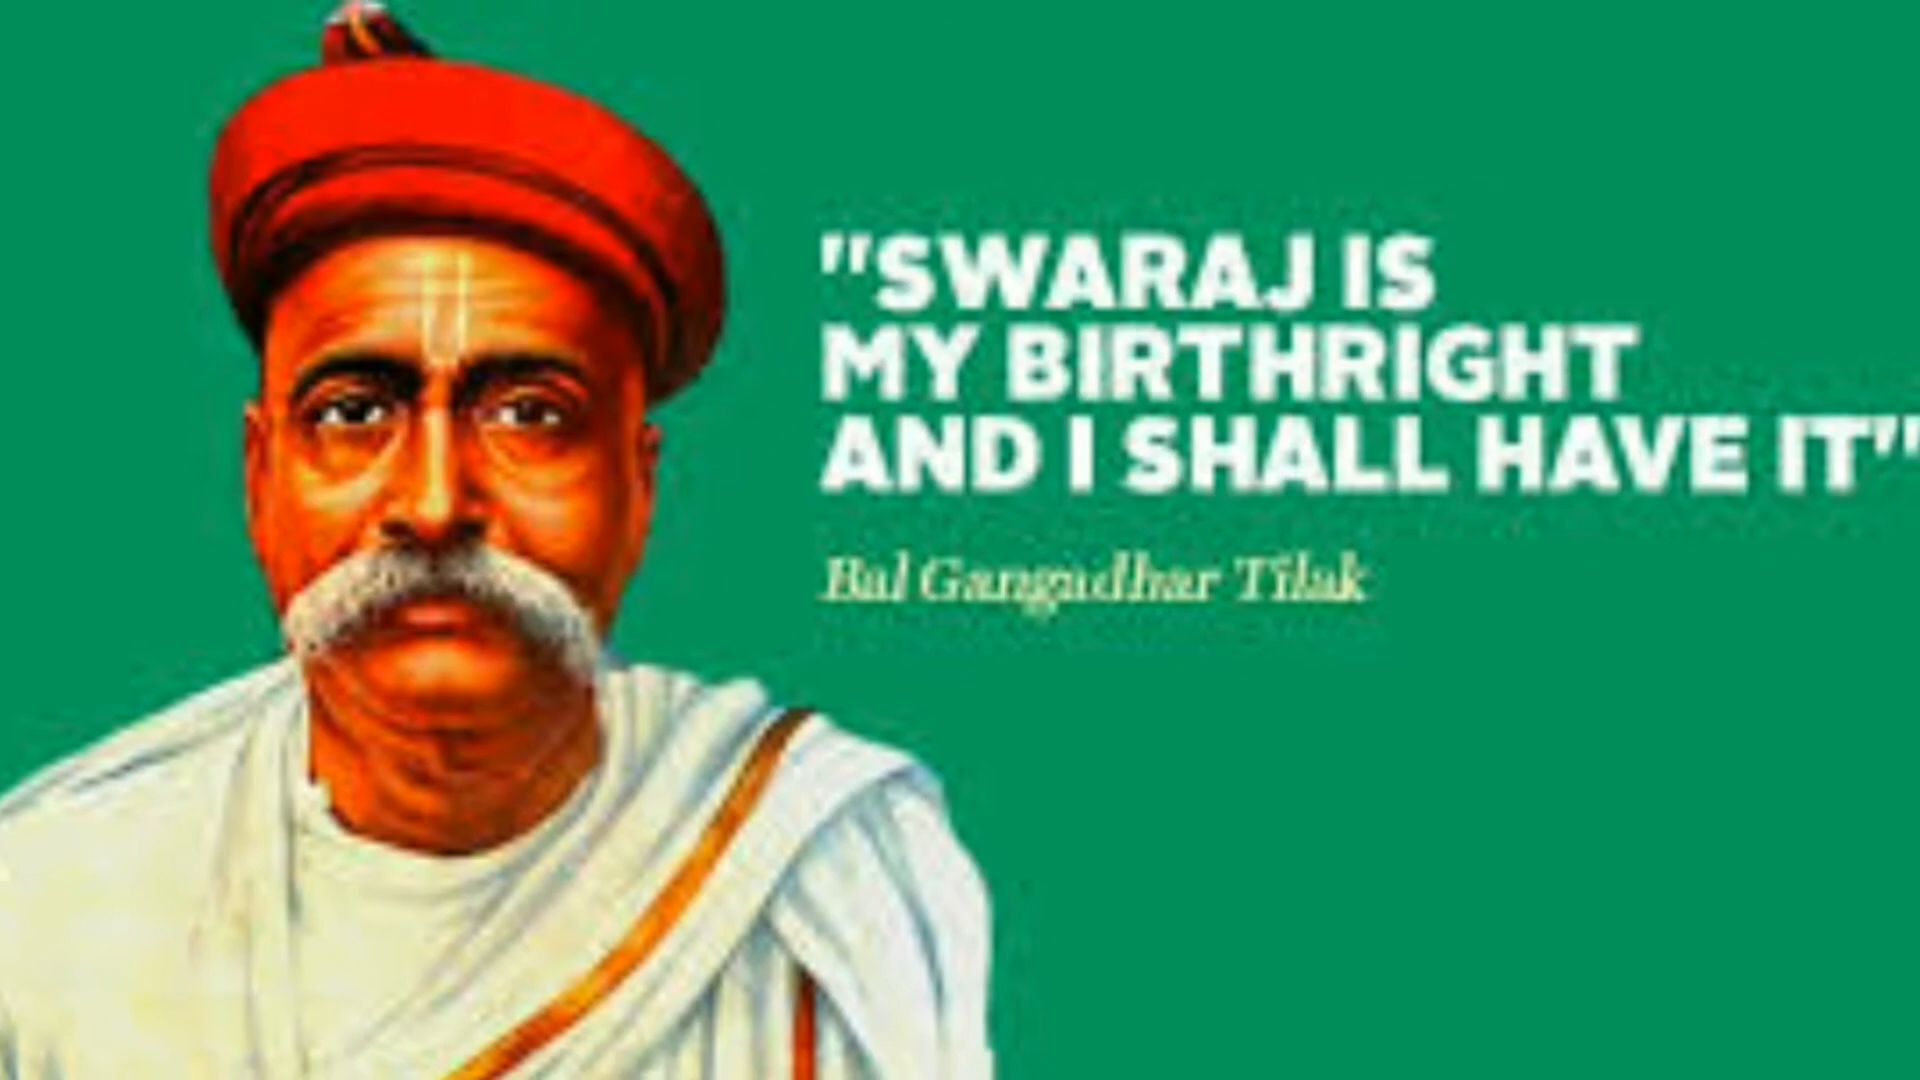 "SWARAJ IS
MY BIRTHRIGHT
AND I SHALL HAVE IT"
Bal Gangadhar Tilak